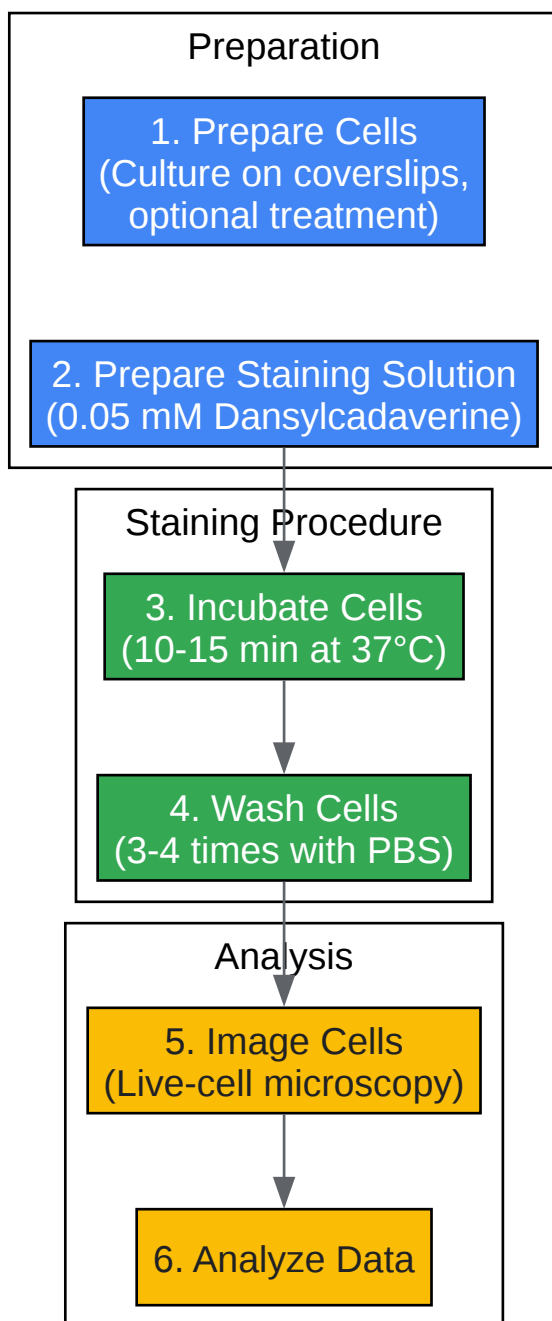 Preparation
1. Prepare Cells
(Culture on coverslips,
optional treatment)
2. Prepare Staining Solution
(0.05 mM Dansylcadaverine)
Staining Procedure
3. Incubate Cells
(10-15 min at 37°C)
4. Wash Cells
(3-4 times with PBS)
Analysis
5. Image Cells
(Live-cell microscopy)
6. Analyze Data